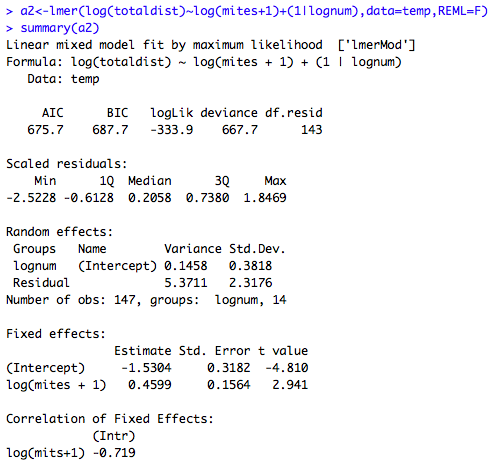 > a2<-lmer(log(totaldist)~log(mites+1)+(1|lognum),data=temp,REML=F)
> summary(a2)
Linear mixed model fit by maximum likelihood  ['lmerMod']
Formula: log(totaldist) ~ log(mites + 1) + (1 | lognum)
   Data: temp

     AIC      BIC   logLik deviance df.resid
   675.7    687.7   -333.9    667.7      143

Scaled residuals:
    Min      1Q  Median      3Q     Max
-2.5228 -0.6128  0.2058  0.7380  1.8469

Random effects:
 Groups   Name        Variance Std.Dev.
 lognum   (Intercept) 0.1458   0.3818
 Residual             5.3711   2.3176
Number of obs: 147, groups:  lognum, 14

Fixed effects:
               Estimate Std. Error t value
(Intercept)     -1.5304     0.3182  -4.810
log(mites + 1)   0.4599     0.1564   2.941

Correlation of Fixed Effects:
            (Intr)
log(mits+1) -0.719